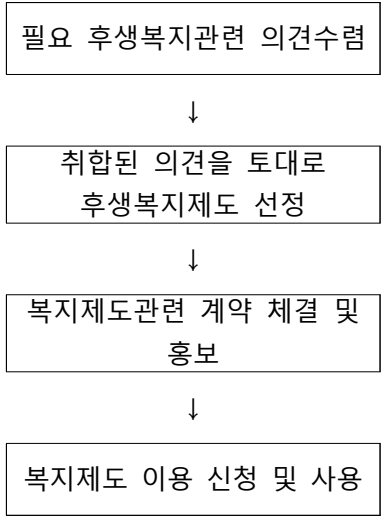 필요 후생복지관련 의견수렴
↓
취합된 의견을 토대로
후생복지제도 선정
↓
복지제도관련 계약 체결 및
홍보
↓
복지제도 이용 신청 및 사용